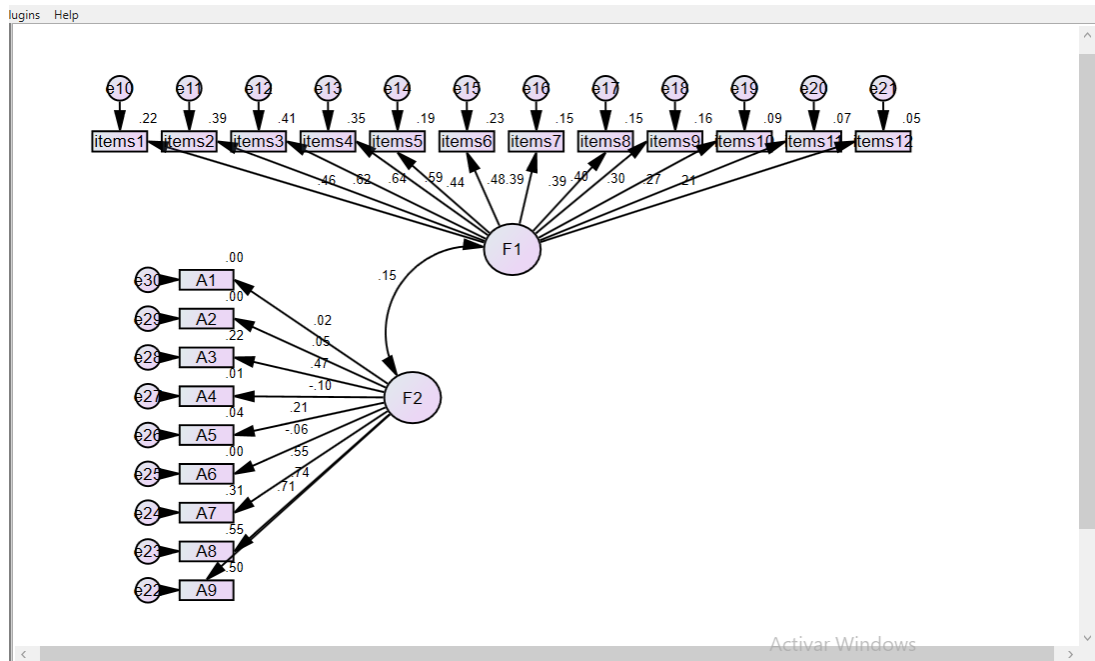 lugins Help
e10 e11 e12 e13 e14 e15 e16 e17 e18 e19 e20 e21
.22 .39 .41 .35 .19 .23 .15 .15 .16 .09 .07 .05
items1 items2 items3 items4 items5 items6 items7 items8 items9 items10 items11 items12
.46 .62 .64 .59 .44 .48 .39 .39 .40 .30 .27 .21
F1
.15
.00
e30 A1
.00
e29 A2
.22
e28 A3
.01
e27 A4
.04
e26 A5
.00
e25 A6
.31
e24 A7
.55
e23 A8
.50
e22 A9
.02
.05
.47
-.10
.21
-.06
.55
.74
.71
F2
Activar Windows